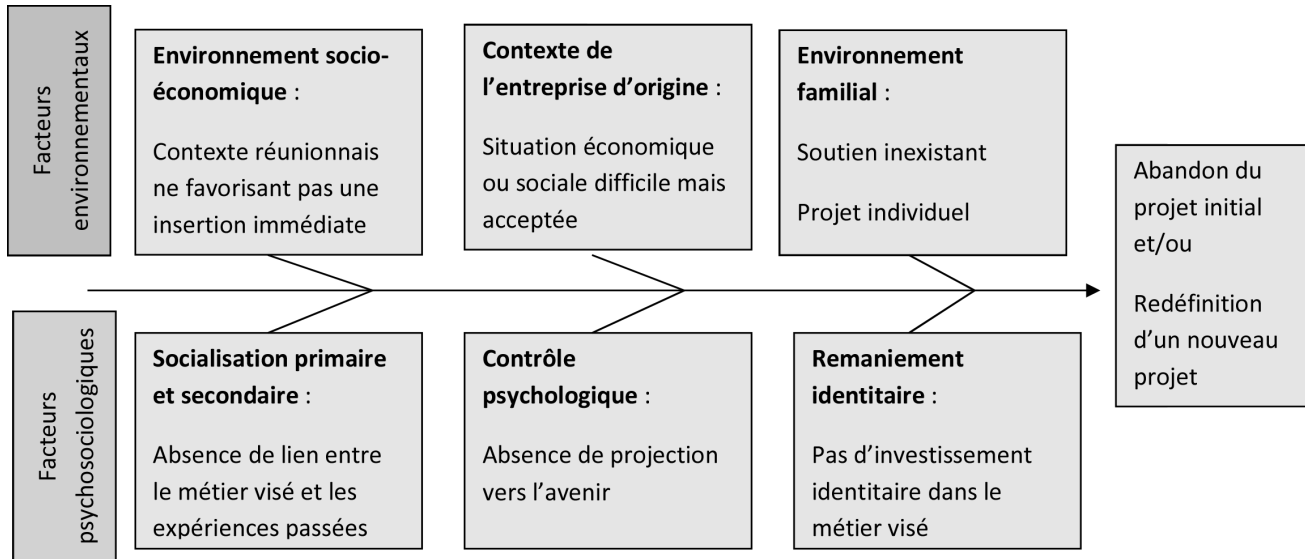 Facteurs
environnementaux
Environnement socio-
économique :
Contexte réunionnais
ne favorisant pas une
insertion immédiate
Contexte de
l’entreprise d’origine :
Situation économique
ou sociale difficile mais
acceptée
Environnement
familial :
Soutien inexistant
Projet individuel
Abandon du
projet initial
et/ou
Redéfinition
d’un nouveau
projet
Facteurs
psychosociologiques
Socialisation primaire
et secondaire :
Absence de lien entre
le métier visé et les
expériences passées
Contrôle
psychologique :
Absence de projection
vers l’avenir
Remaniement
identitaire :
Pas d’investissement
identitaire dans le
métier visé